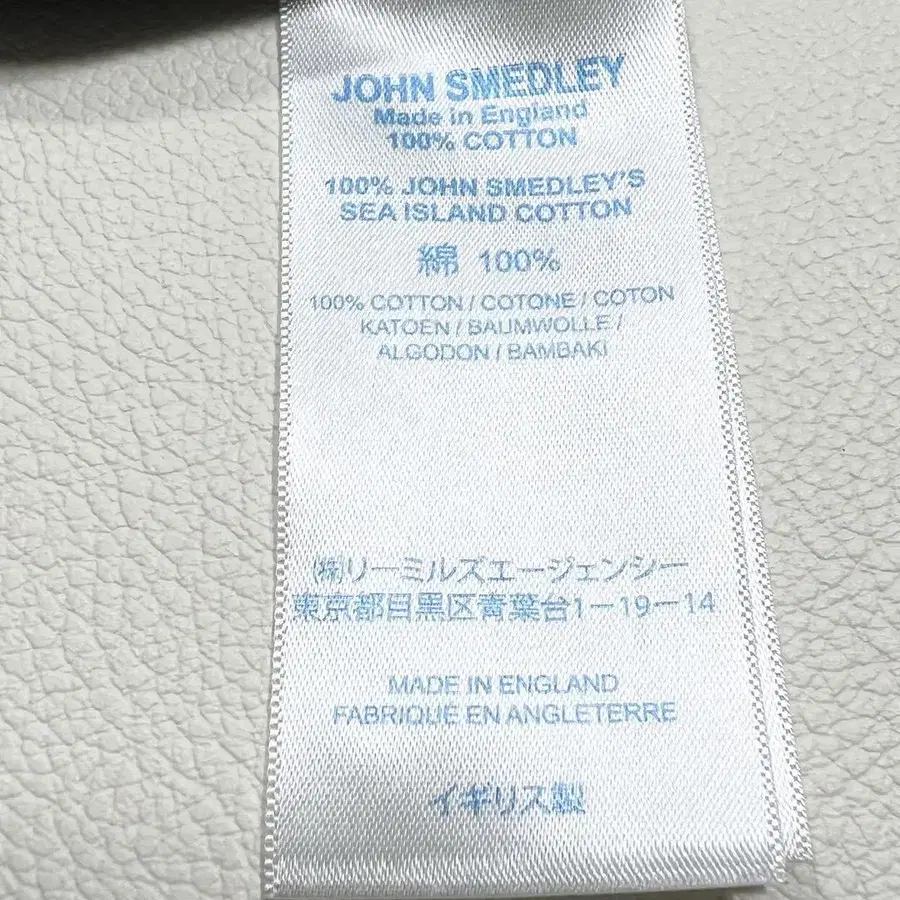 JOHN SMEDLEY
Made in England
100% COTTON
100% JOHN SMEDLEY'S
SEA ISLAND COTTON
綿 100%
100% COTTON / COTONE / COTON
KATOEN / BAUMWOLLE /
ALGODON / BAMBAKI
㈱リーミルズエージェンシー
東京都目黒区青葉台1-19-14
MADE IN ENGLAND
FABRIQUE EN ANGLETERRE
イギリス製